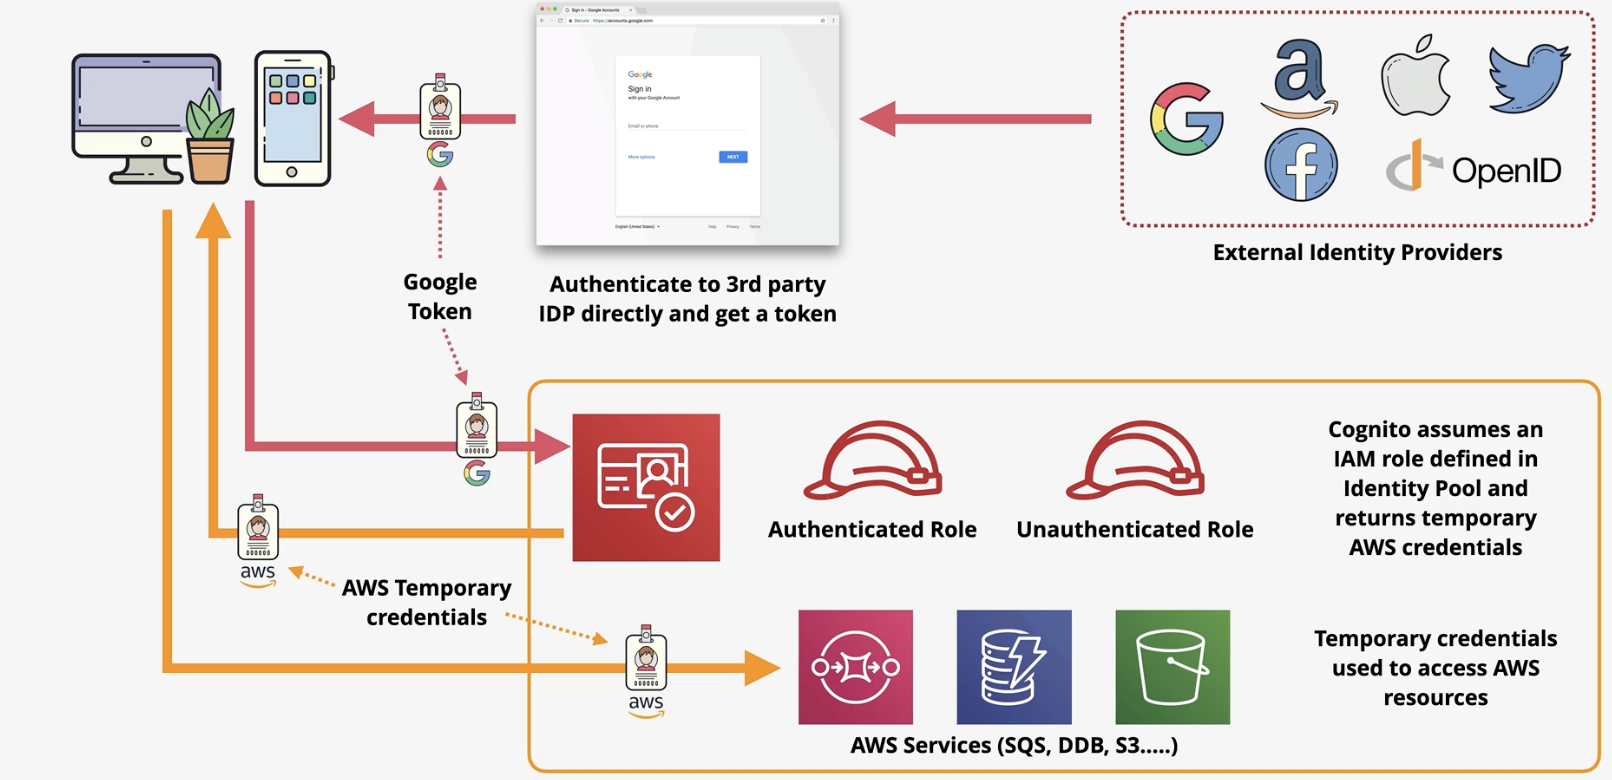 Sign in - Google Accounts
Secure
https://accounts.google.com
Google
Sign in
with your Google Account
Email or phone
More options
NEXT
English (United States)
Help
Privacy
Terms
Authenticate to 3rd party
IDP directly and get a token
a
f
OpenID
External Identity Providers
Google
Token
Authenticated Role
Unauthenticated Role
Cognito assumes an
IAM role defined in
Identity Pool and
returns temporary
AWS credentials
aws
AWS Temporary
credentials
aws
AWS Services (SQS, DDB, S3.....)
Temporary credentials
used to access AWS
resources